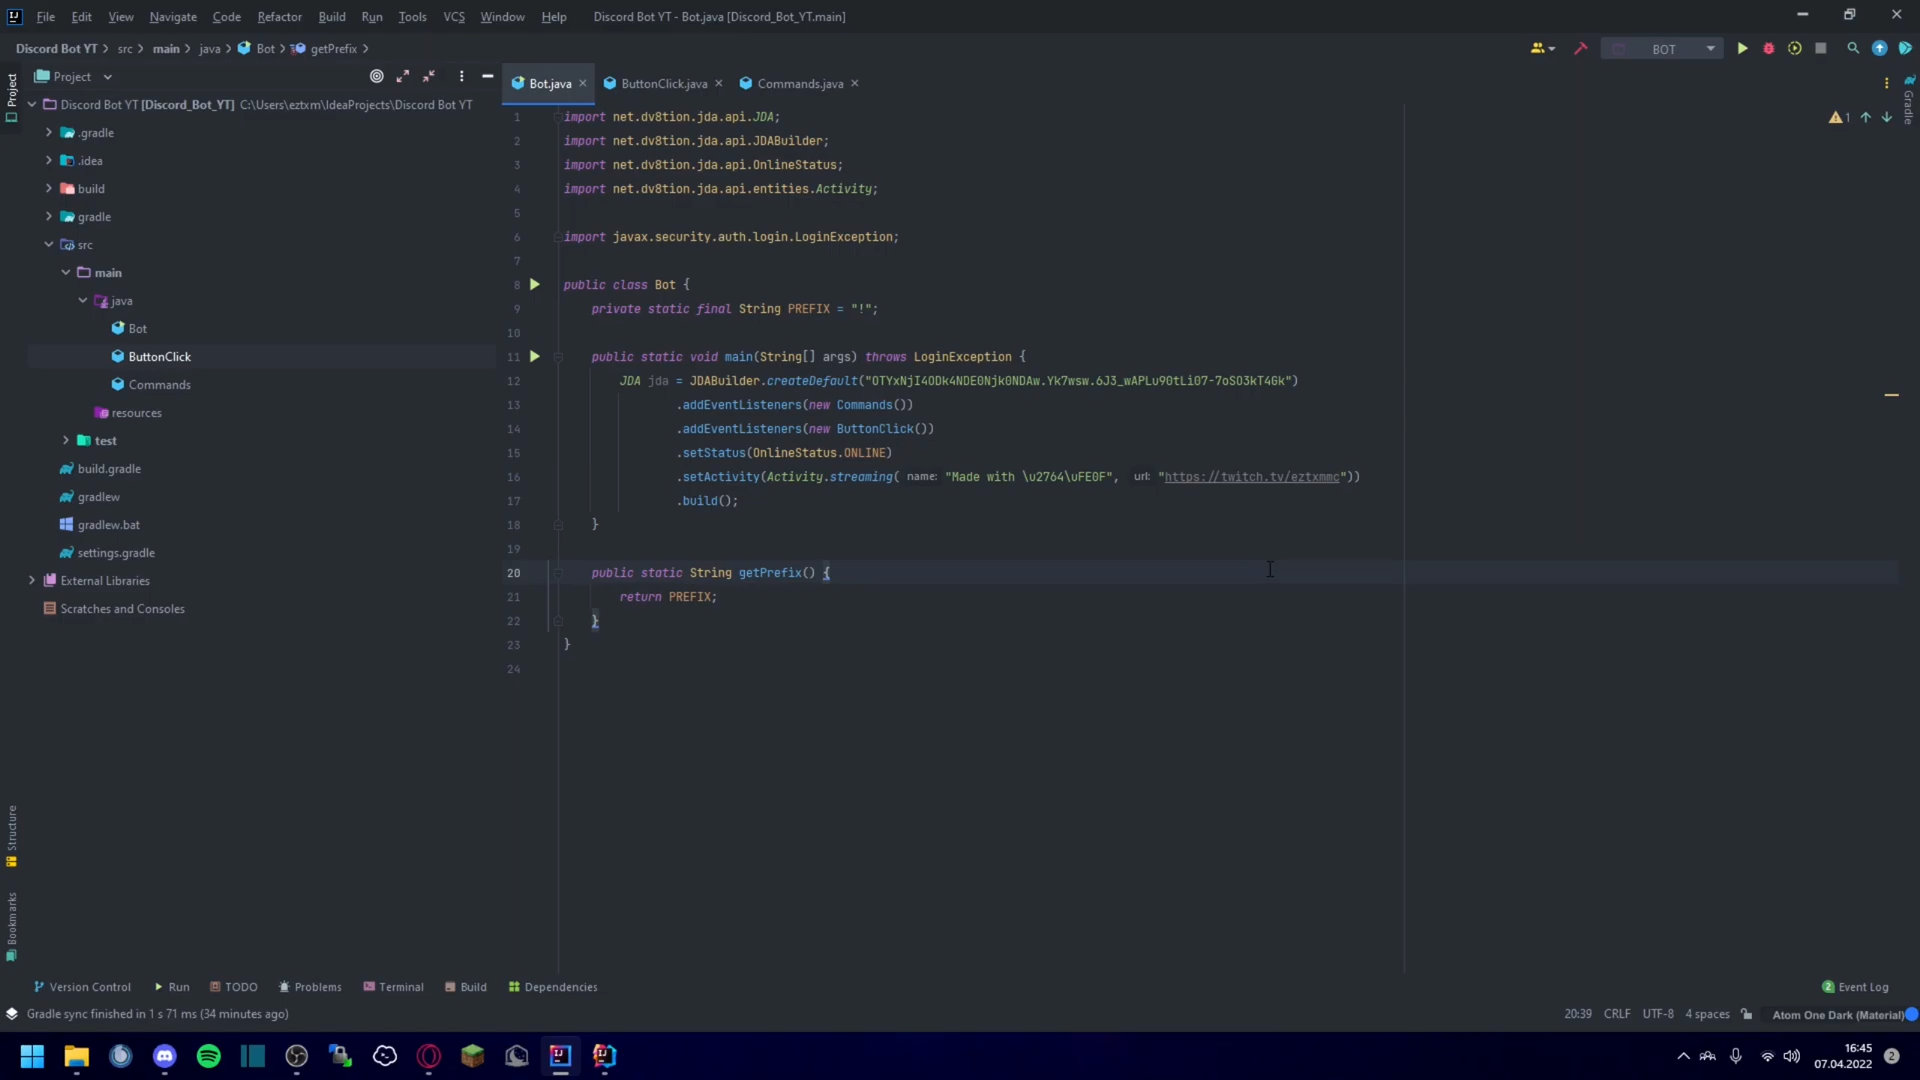 File Edit View Navigate Code Refactor Build Run Tools VCS Window Help Discord Bot YT - Bot.java [Discord_Bot_YT.main]
Discord Bot YT src main java Bot getPrefix BOT
Project
Project
Bot.java ButtonClick.java Commands.java
Gradle
Discord Bot YT [Discord_Bot_YT] C:\Users\eztxm\IdeaProjects\Discord Bot YT
.gradle
.idea
build
gradle
src
main
java
Bot
ButtonClick
Commands
resources
test
build.gradle
gradlew
gradlew.bat
settings.gradle
External Libraries
Scratches and Consoles
1 import net.dv8tion.jda.api.JDA;
2 import net.dv8tion.jda.api.JDABuilder;
3 import net.dv8tion.jda.api.OnlineStatus;
4 import net.dv8tion.jda.api.entities.Activity;
5
6 import javax.security.auth.login.LoginException;
7
8 public class Bot {
9 private static final String PREFIX = "!";
10
11 public static void main(String[] args) throws LoginException {
12 JDA jda = JDABuilder.createDefault("")
13 .addEventListeners(new Commands())
14 .addEventListeners(new ButtonClick())
15 .setStatus(OnlineStatus.ONLINE)
16 .setActivity(Activity.streaming( name: "Made with \u2764\uFE0F", url: "https://twitch.tv/eztxmmc"))
17 .build();
18 }
19
20 public static String getPrefix() {
21 return PREFIX;
22 }
23 }
24
1
Structure
Bookmarks
Version Control Run TODO Problems Terminal Build Dependencies 2 Event Log
Gradle sync finished in 1 s 71 ms (34 minutes ago) 20:39 CRLF UTF-8 4 spaces Atom One Dark (Material)
16:45
07.04.2022
2